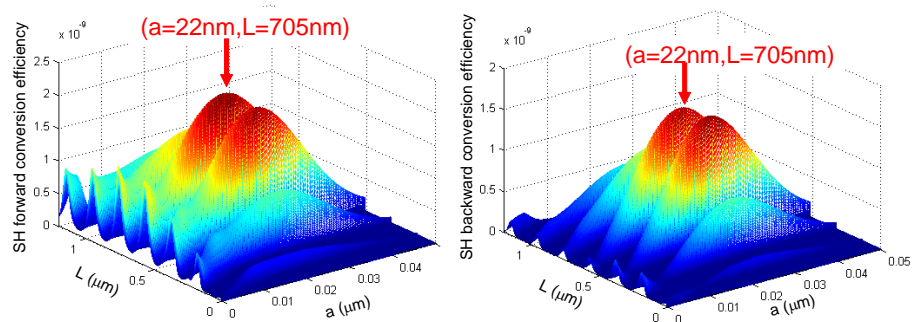 (a=22nm,L=705nm)
x 10⁻⁹
2.5
2
1.5
1
0.5
0
SH forward conversion efficiency
1
0.5
0
L (μm)
0
0.01
0.02
0.03
0.04
a (μm)
(a=22nm,L=705nm)
x 10⁻⁹
2
1.5
1
0.5
0
SH backward conversion efficiency
1
0.5
0
L (μm)
0
0.01
0.02
0.03
0.04
0.05
a (μm)